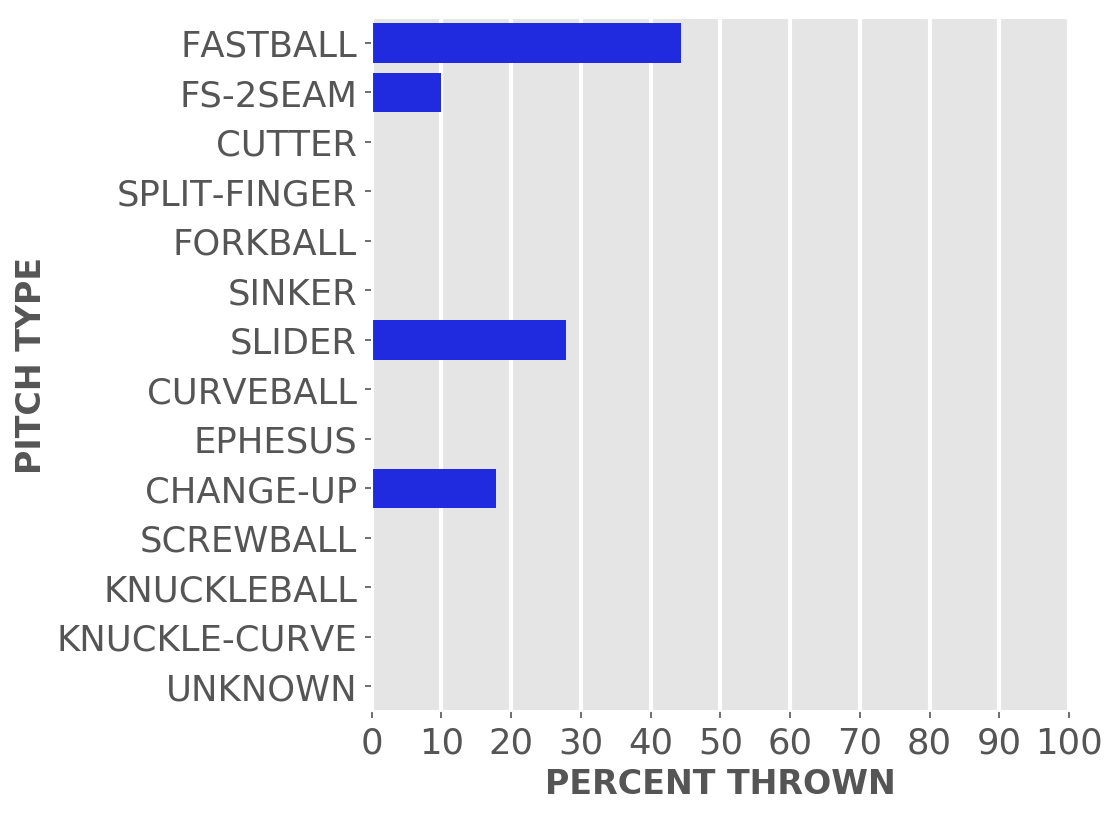 FASTBALL
FS-2SEAM
CUTTER
SPLIT-FINGER
FORKBALL
SINKER
SLIDER
CURVEBALL
EPHESUS
CHANGE-UP
SCREWBALL
KNUCKLEBALL
KNUCKLE-CURVE
UNKNOWN
PITCH TYPE
0 10 20 30 40 50 60 70 80 90 100
PERCENT THROWN